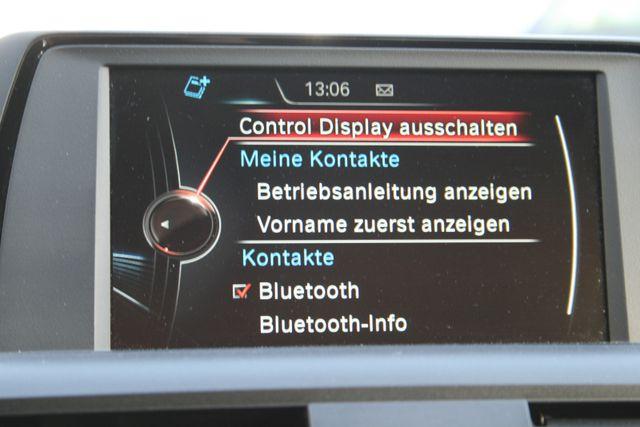 13:06
Control Display ausschalten
Meine Kontakte
Betriebsanleitung anzeigen
Vorname zuerst anzeigen
Kontakte
Bluetooth
Bluetooth-Info